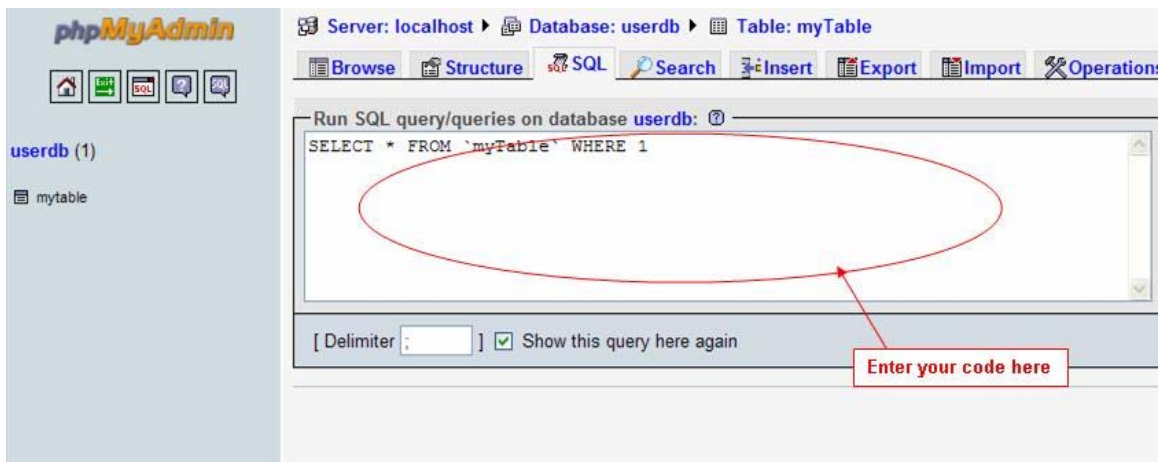 phpMyAdmin
Server: localhost ▶ Database: userdb ▶ Table: myTable
Browse Structure SQL Search Insert Export Import Operations
SQL
userdb (1)
mytable
Run SQL query/queries on database userdb:
SELECT * FROM `myTable` WHERE 1
[ Delimiter ; ] Show this query here again
Enter your code here